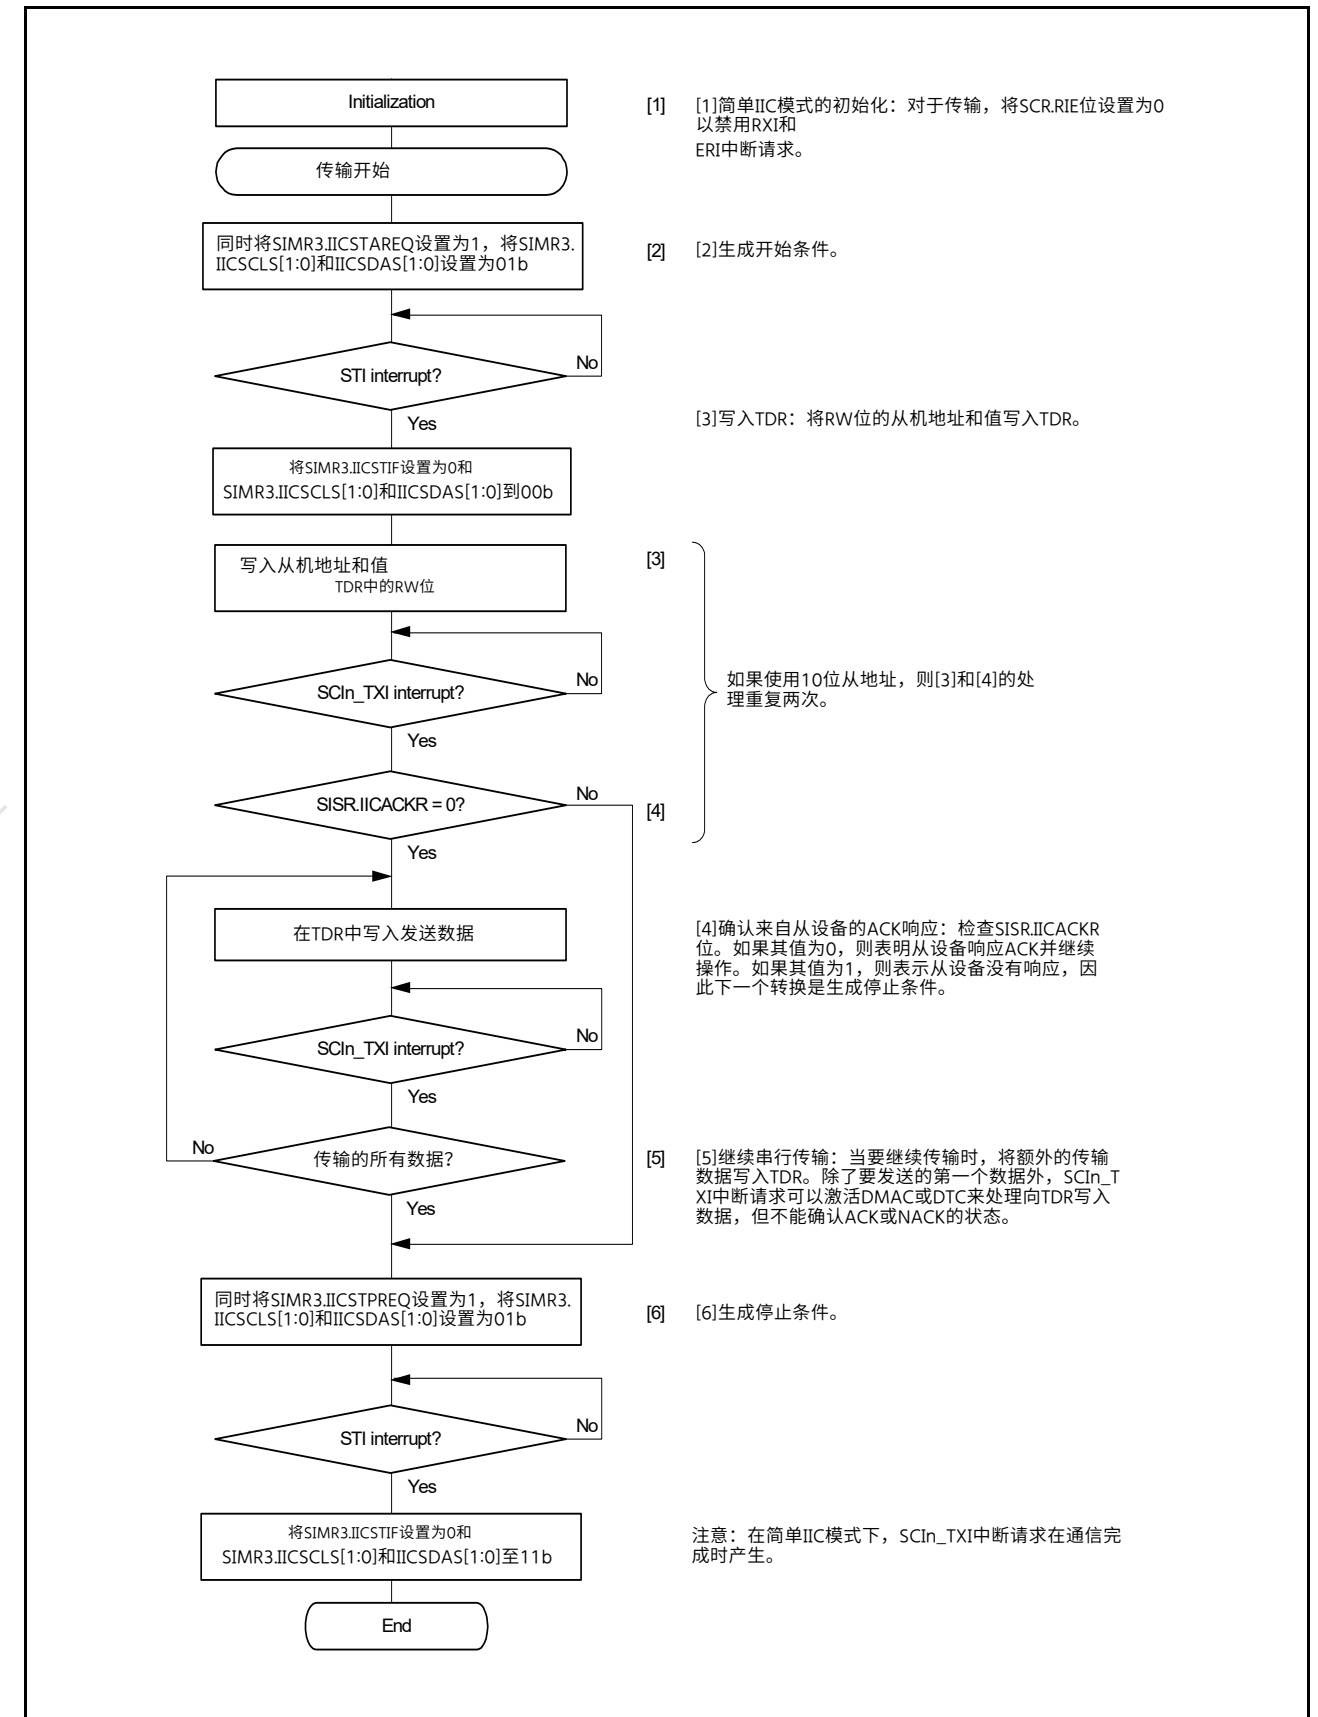 Initialization
[1]
[1]简单IIC模式的初始化：对于传输，将SCR.RIE位设置为0
以禁用RXI和
ERI中断请求。
传输开始
同时将SIMR3.IICSTAREQ设置为1，将SIMR3.
IICSCLS[1:0]和IICSDAS[1:0]设置为01b
[2]
[2]生成开始条件。
STI interrupt?
No
Yes
[3]写入TDR：将RW位的从机地址和值写入TDR。
将SIMR3.IICSTIF设置为0和
SIMR3.IICSCLS[1:0]和IICSDAS[1:0]到00b
写入从机地址和值
TDR中的RW位
[3]
SCIn_TXI interrupt?
No
Yes
如果使用10位从地址，则[3]和[4]的处
理重复两次。
SISR.IICACKR = 0?
No
Yes
[4]
在TDR中写入发送数据
[4]确认来自从设备的ACK响应：检查SISR.IICACKR
位。如果其值为0，则表明从设备响应ACK并继续
操作。如果其值为1，则表示从设备没有响应，因
此下一个转换是生成停止条件。
SCIn_TXI interrupt?
No
Yes
传输的所有数据？
No
Yes
[5]
[5]继续串行传输：当要继续传输时，将额外的传输
数据写入TDR。除了要发送的第一个数据外，SCIn_T
XI中断请求可以激活DMAC或DTC来处理向TDR写入
数据，但不能确认ACK或NACK的状态。
同时将SIMR3.IICSTPREQ设置为1，将SIMR3.
IICSCLS[1:0]和IICSDAS[1:0]设置为01b
[6]
[6]生成停止条件。
STI interrupt?
No
Yes
将SIMR3.IICSTIF设置为0和
SIMR3.IICSCLS[1:0]和IICSDAS[1:0]至11b
注意：在简单IIC模式下，SCIn_TXI中断请求在通信完
成时产生。
End